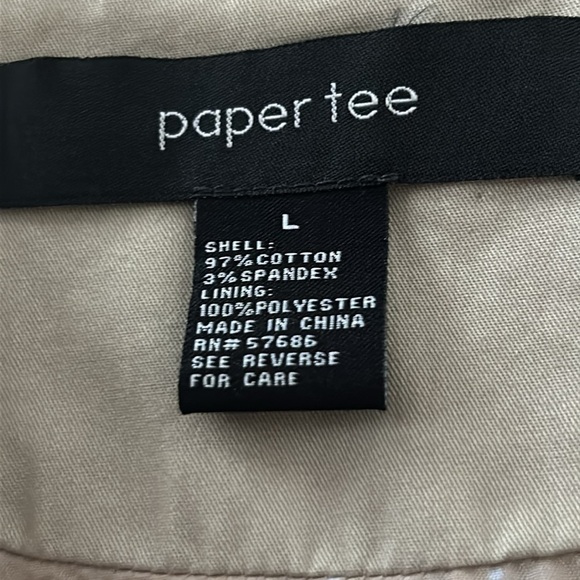 paper tee
L
SHELL:
97%COTTON
3%SPANDEX
LINING:
100%POLYESTER
MADE IN CHINA
RN# 57686
SEE REVERSE
FOR CARE